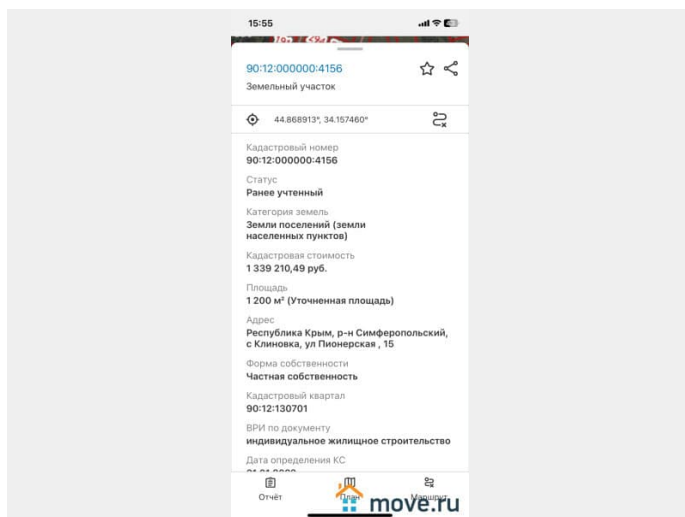 15:55
90:12:000000:4156
Земельный участок
44.868913°, 34.157460°
Кадастровый номер
90:12:000000:4156
Статус
Ранее учтенный
Категория земель
Земли поселений (земли
населенных пунктов)
Кадастровая стоимость
1 339 210,49 руб.
Площадь
1 200 м² (Уточненная площадь)
Адрес
Республика Крым, р-н Симферопольский,
с Клиновка, ул Пионерская , 15
Форма собственности
Частная собственность
Кадастровый квартал
90:12:130701
ВРИ по документу
индивидуальное жилищное строительство
Дата определения КС
Отчёт План Маршрут
move.ru